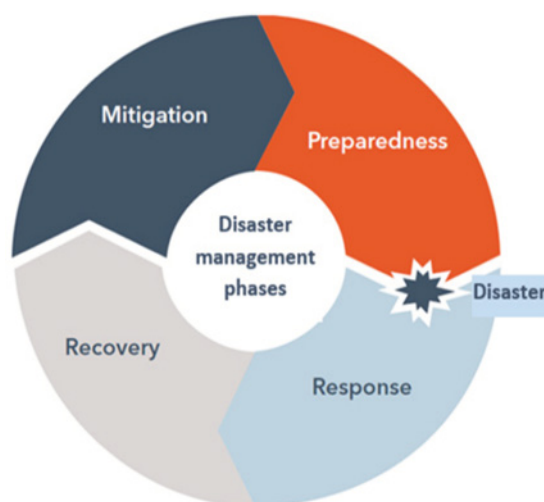 Mitigation
Preparedness
Disaster
management
phases
Disaster
Recovery
Response